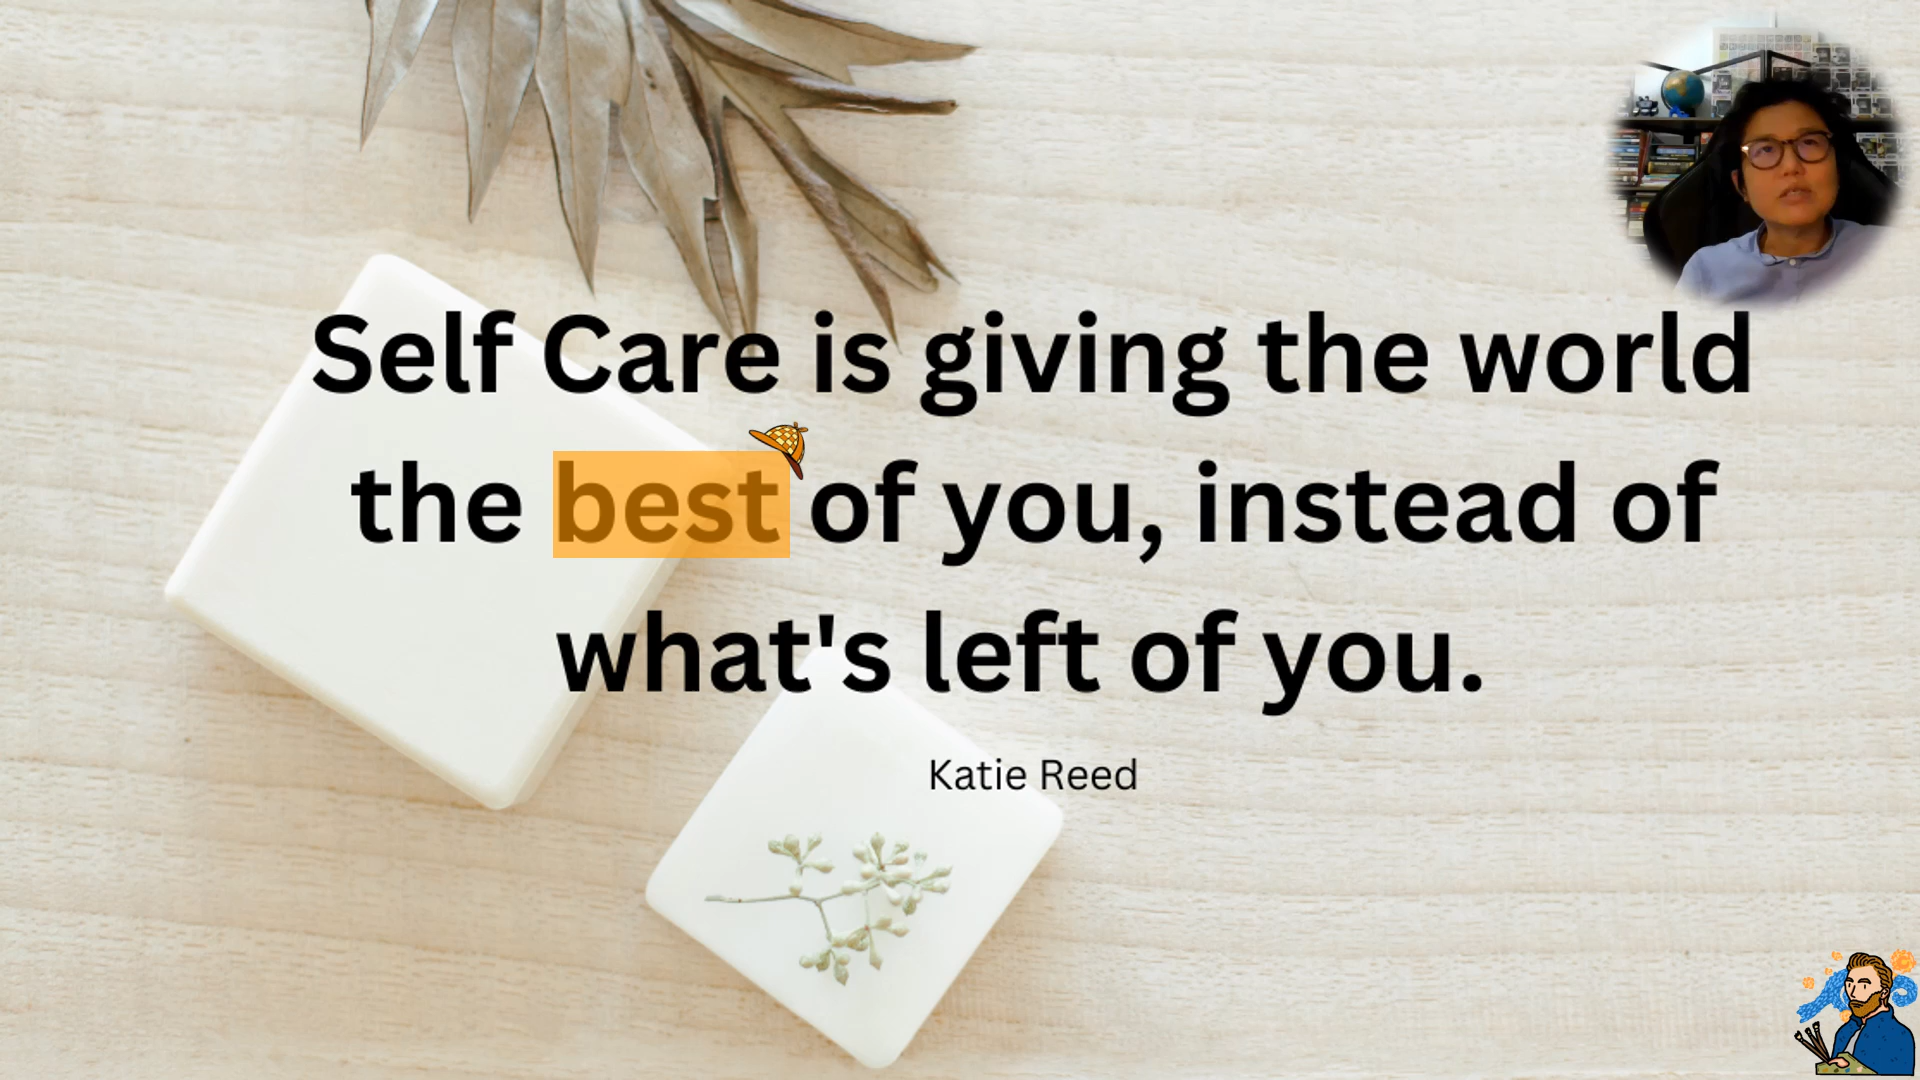 Self Care is giving the world
the best of you, instead of
what's left of you.
Katie Reed